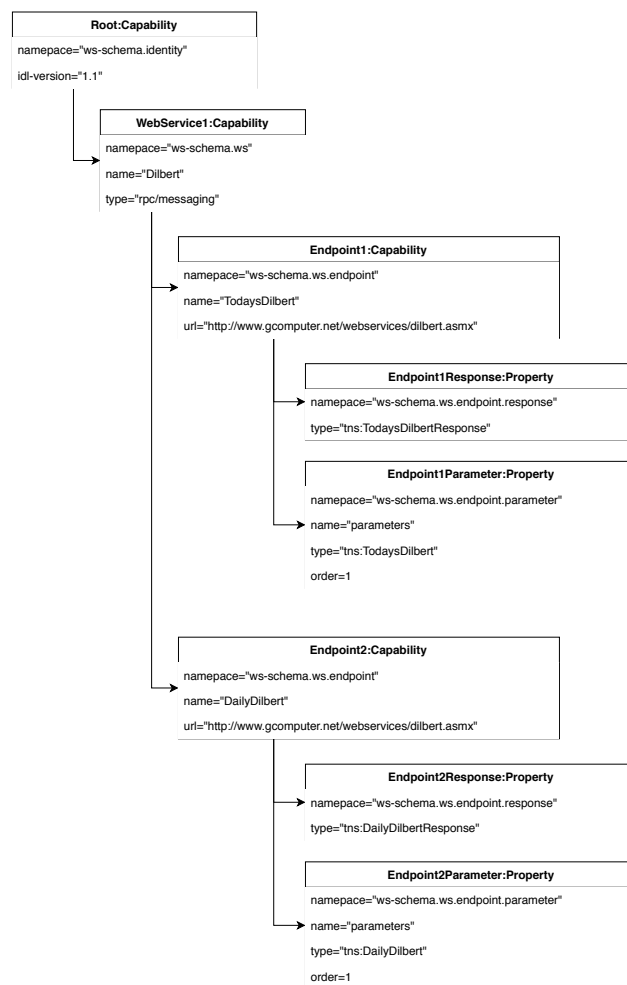 Root:Capability
namepace="ws-schema.identity"
idl-version="1.1"
WebService1:Capability
namepace="ws-schema.ws"
name="Dilbert"
type="rpc/messaging"
Endpoint1:Capability
namepace="ws-schema.ws.endpoint"
name="TodaysDilbert"
url="http://www.gcomputer.net/webservices/dilbert.asmx"
Endpoint1Response:Property
namepace="ws-schema.ws.endpoint.response"
type="tns:TodaysDilbertResponse"
Endpoint1Parameter:Property
namepace="ws-schema.ws.endpoint.parameter"
name="parameters"
type="tns:TodaysDilbert"
order=1
Endpoint2:Capability
namepace="ws-schema.ws.endpoint"
name="DailyDilbert"
url="http://www.gcomputer.net/webservices/dilbert.asmx"
Endpoint2Response:Property
namepace="ws-schema.ws.endpoint.response"
type="tns:DailyDilbertResponse"
Endpoint2Parameter:Property
namepace="ws-schema.ws.endpoint.parameter"
name="parameters"
type="tns:DailyDilbert"
order=1